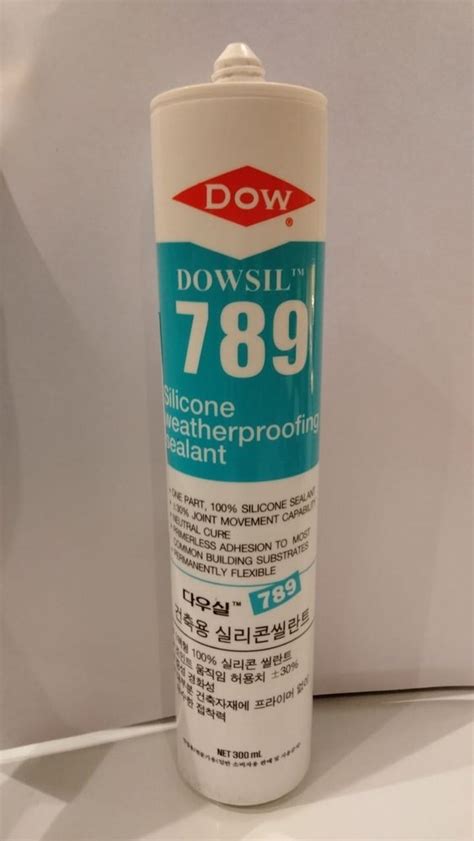 DOW
®
DOWSIL™
789
Silicone
weatherproofing
sealant
ONE PART, 100% SILICONE SEALANT
±30% JOINT MOVEMENT CAPABILITY
NEUTRAL CURE
PRIMERLESS ADHESION TO MOST
COMMON BUILDING SUBSTRATES
PERMANENTLY FLEXIBLE
다우실™ 789
건축용 실리콘씰란트
100% 실리콘 씰란트
움직임 허용치 ±30%
경화성
건축자재에 프라이머 없이
접착력
NET 300 mL